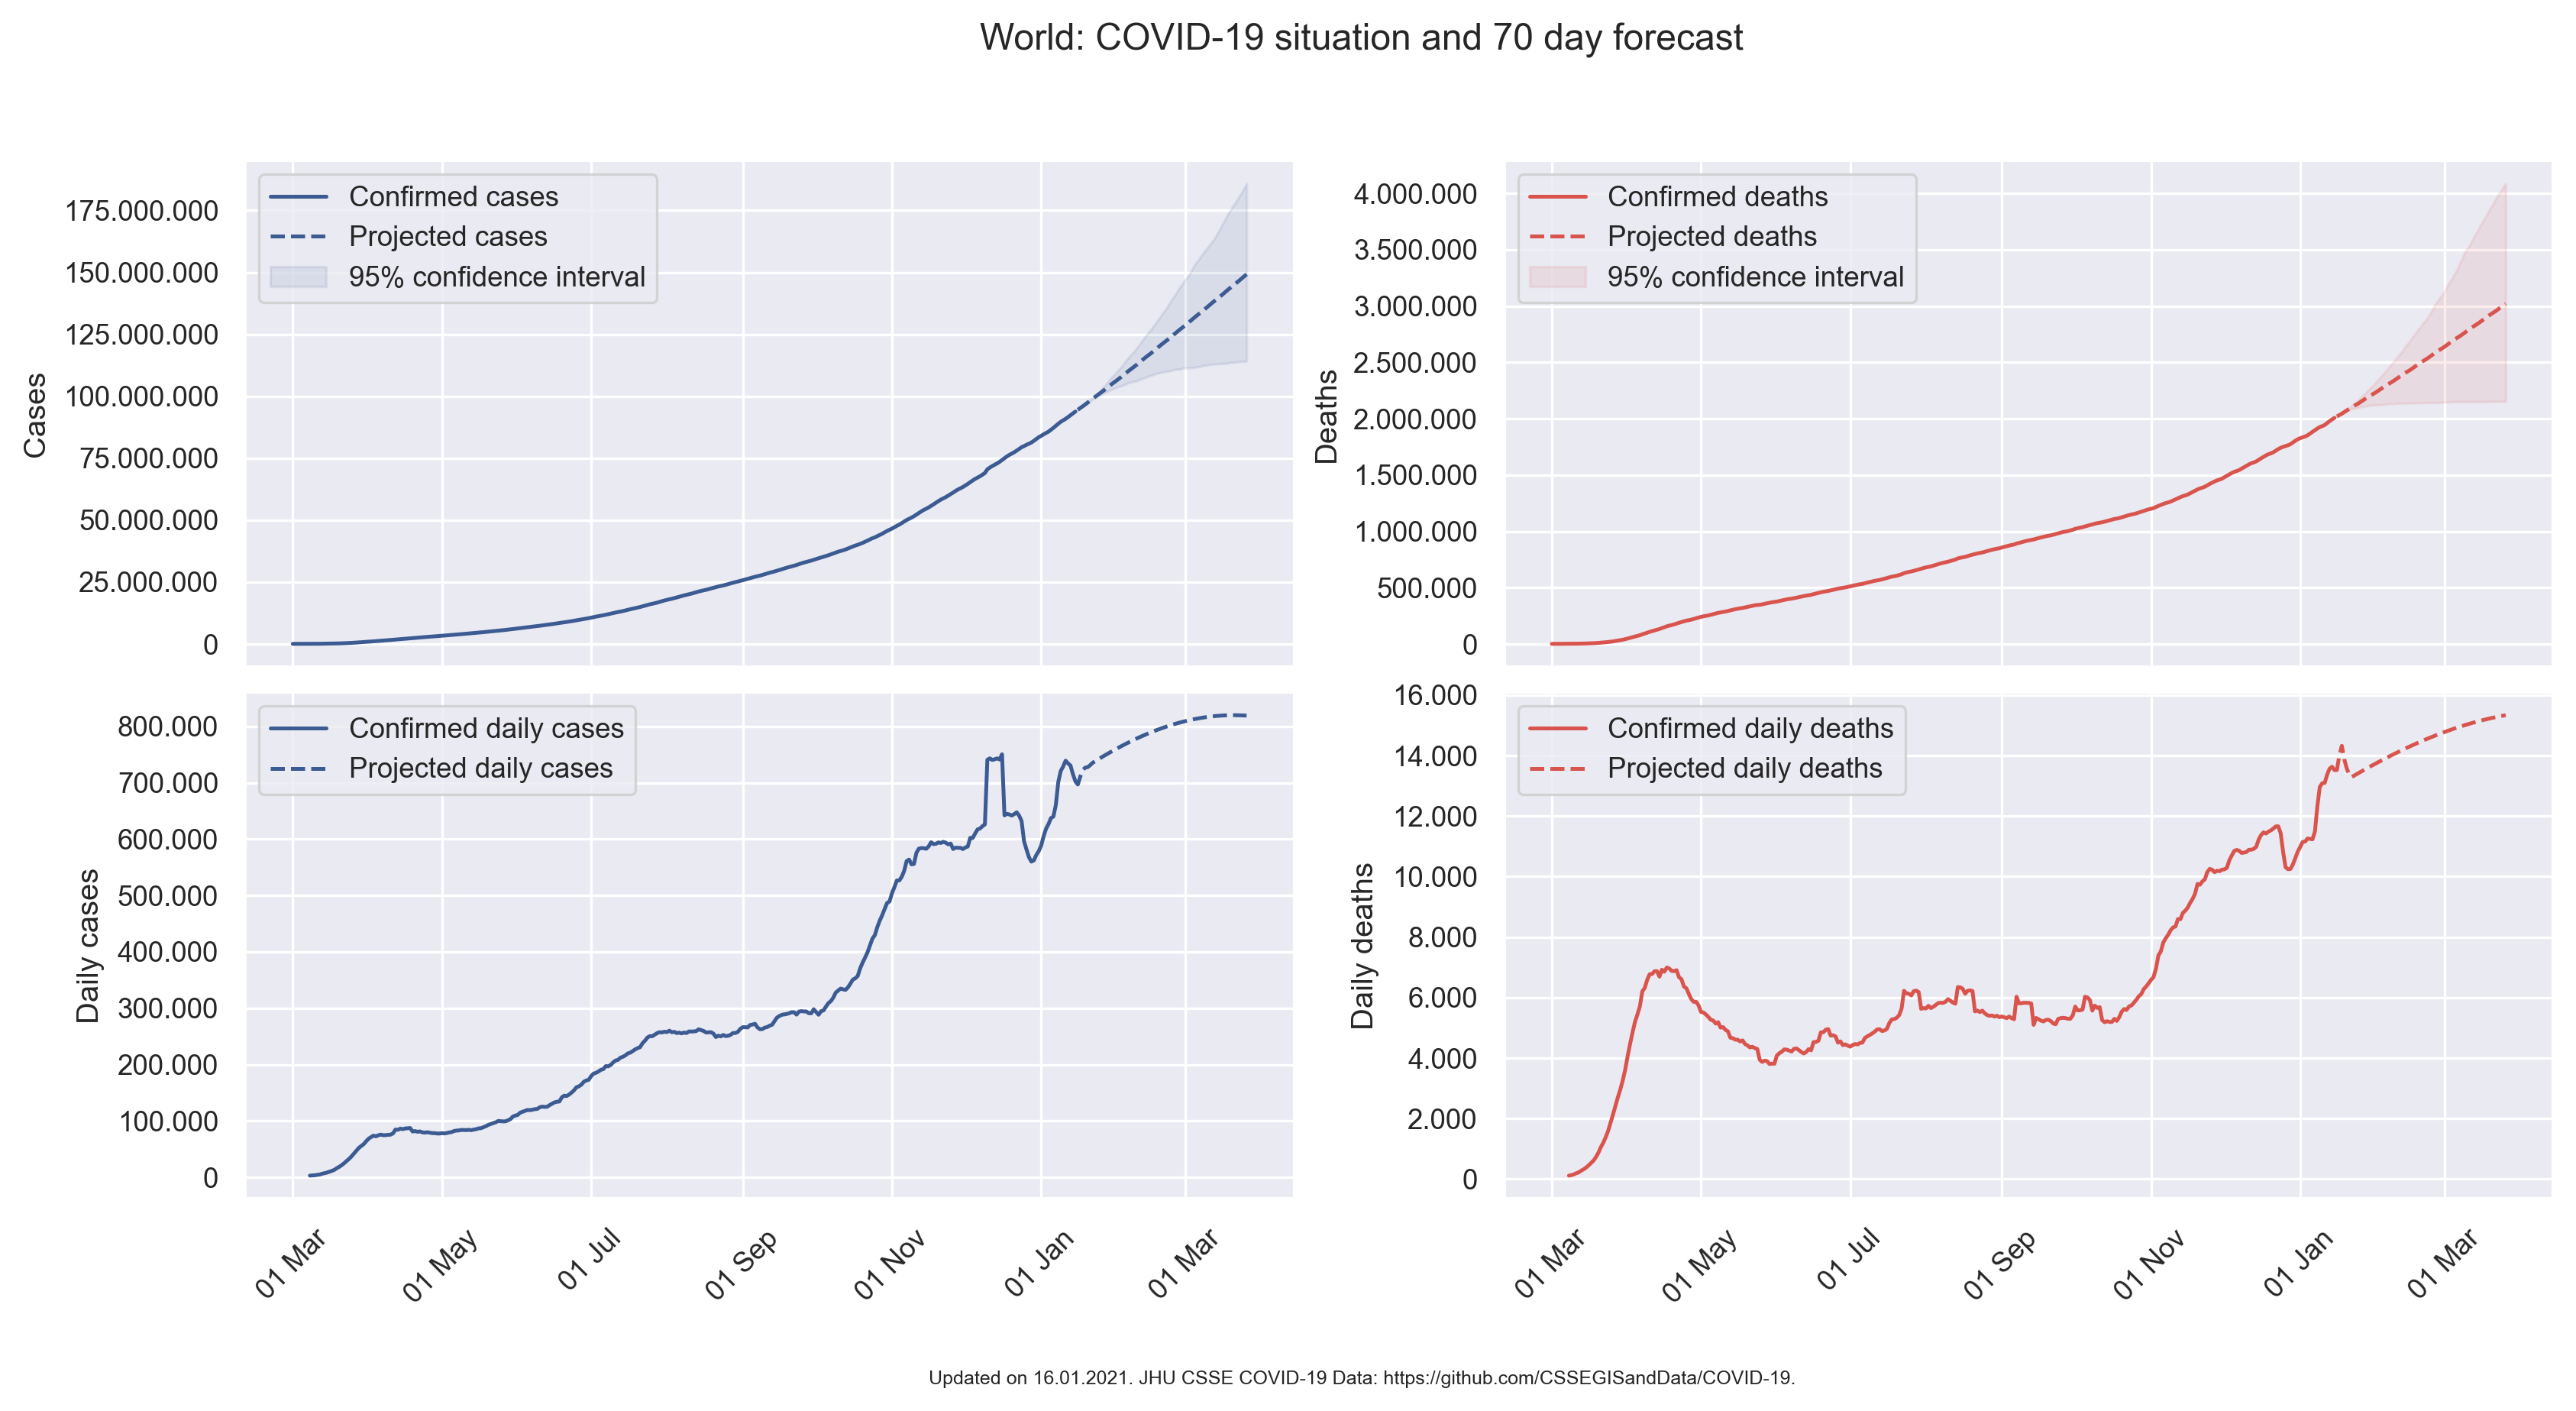 World: COVID-19 situation and 70 day forecast
Cases
175.000.000
150.000.000
125.000.000
100.000.000
75.000.000
50.000.000
25.000.000
0
Confirmed cases
Projected cases
95% confidence interval
Deaths
4.000.000
3.500.000
3.000.000
2.500.000
2.000.000
1.500.000
1.000.000
500.000
0
Confirmed deaths
Projected deaths
95% confidence interval
Daily cases
800.000
700.000
600.000
500.000
400.000
300.000
200.000
100.000
0
Confirmed daily cases
Projected daily cases
01 Mar
01 May
01 Jul
01 Sep
01 Nov
01 Jan
01 Mar
Daily deaths
16.000
14.000
12.000
10.000
8.000
6.000
4.000
2.000
0
Confirmed daily deaths
Projected daily deaths
01 Mar
01 May
01 Jul
01 Sep
01 Nov
01 Jan
01 Mar
Updated on 16.01.2021. JHU CSSE COVID-19 Data: https://github.com/CSSEGISandData/COVID-19.